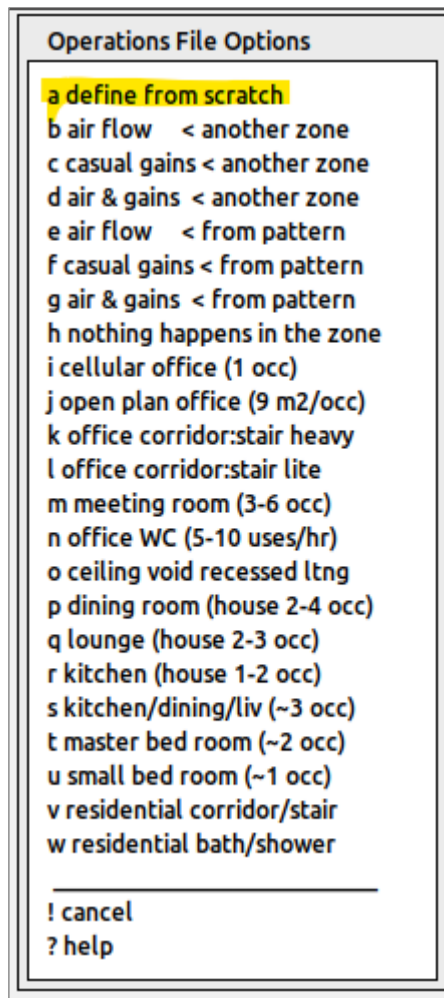 Operations File Options
a define from scratch
b air flow    < another zone
c casual gains < another zone
d air & gains  < another zone
e air flow    < from pattern
f casual gains < from pattern
g air & gains  < from pattern
h nothing happens in the zone
i cellular office (1 occ)
j open plan office (9 m2/occ)
k office corridor:stair heavy
l office corridor:stair lite
m meeting room (3-6 occ)
n office WC (5-10 uses/hr)
o ceiling void recessed ltng
p dining room (house 2-4 occ)
q lounge (house 2-3 occ)
r kitchen (house 1-2 occ)
s kitchen/dining/liv (~3 occ)
t master bed room (~2 occ)
u small bed room (~1 occ)
v residential corridor/stair
w residential bath/shower
! cancel
? help